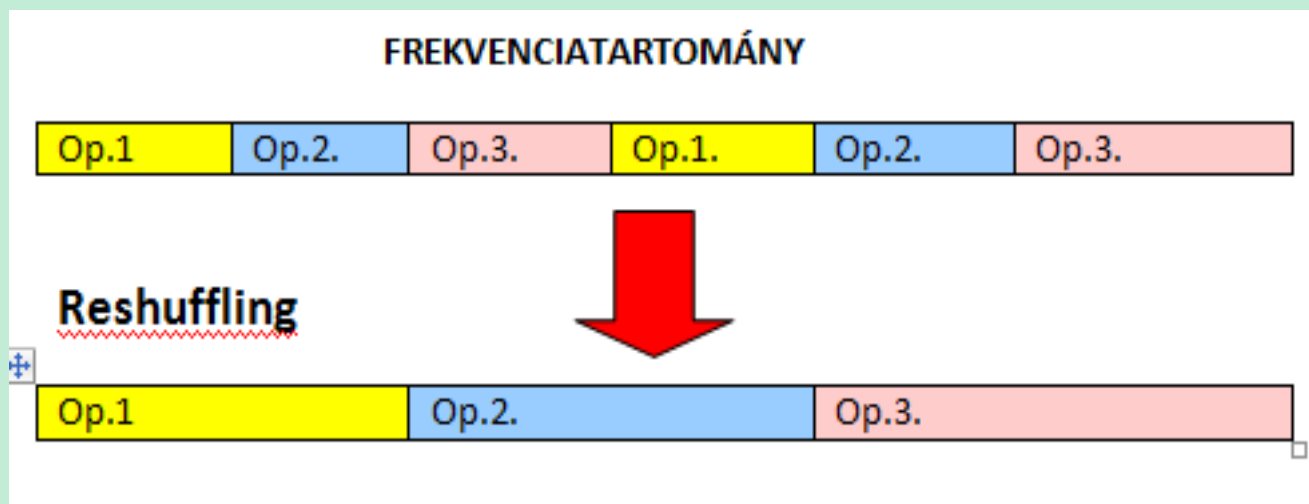 FREKVENCIATARTOMÁNY
Op.1 Op.2. Op.3. Op.1. Op.2. Op.3.
Reshuffling
Op.1 Op.2. Op.3.